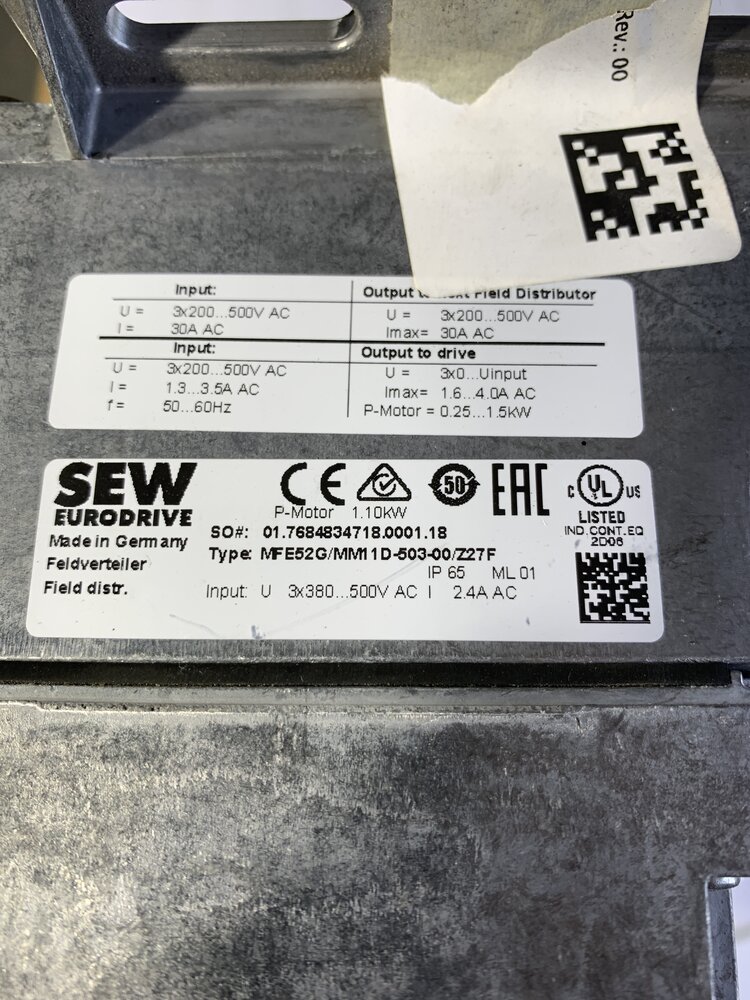 Rev.: 00
Input:
U = 3x200...500V AC
I = 30A AC
Output Field Distributor
U = 3x200...500V AC
Imax= 30A AC
Input:
U = 3x200...500V AC
I = 1.3...3.5A AC
f = 50...60Hz
Output to drive
U = 3x0...Uinput
Imax= 1.6...4.0A AC
P-Motor = 0.25...1.5kW
SEW
EURODRIVE
Made in Germany
Feldverteiler
Field distr.
CE
50
EAC
P-Motor 1.10kW
SO#: 01.7684834718.0001.18
Type: MFE52G/MM11D-503-00/Z27F
IP 65 ML 01
Input: U 3x380...500V AC I 2.4A AC
c UL US
LISTED
IND.CONT.EQ
2D06